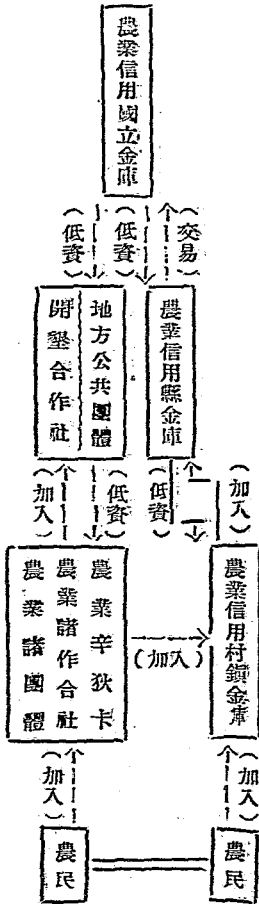 農業信用國立金庫
（交易）
（低資）
（低資）
農業信用縣金庫
地方公共團體
開墾合作社
（加入）
（低資）
（低資）
（加入）
農業信用村鎮金庫
農業辛狄卡
農業諸作合社
農業諸團體
（加入）
（加入）
（加入）
農民
農民